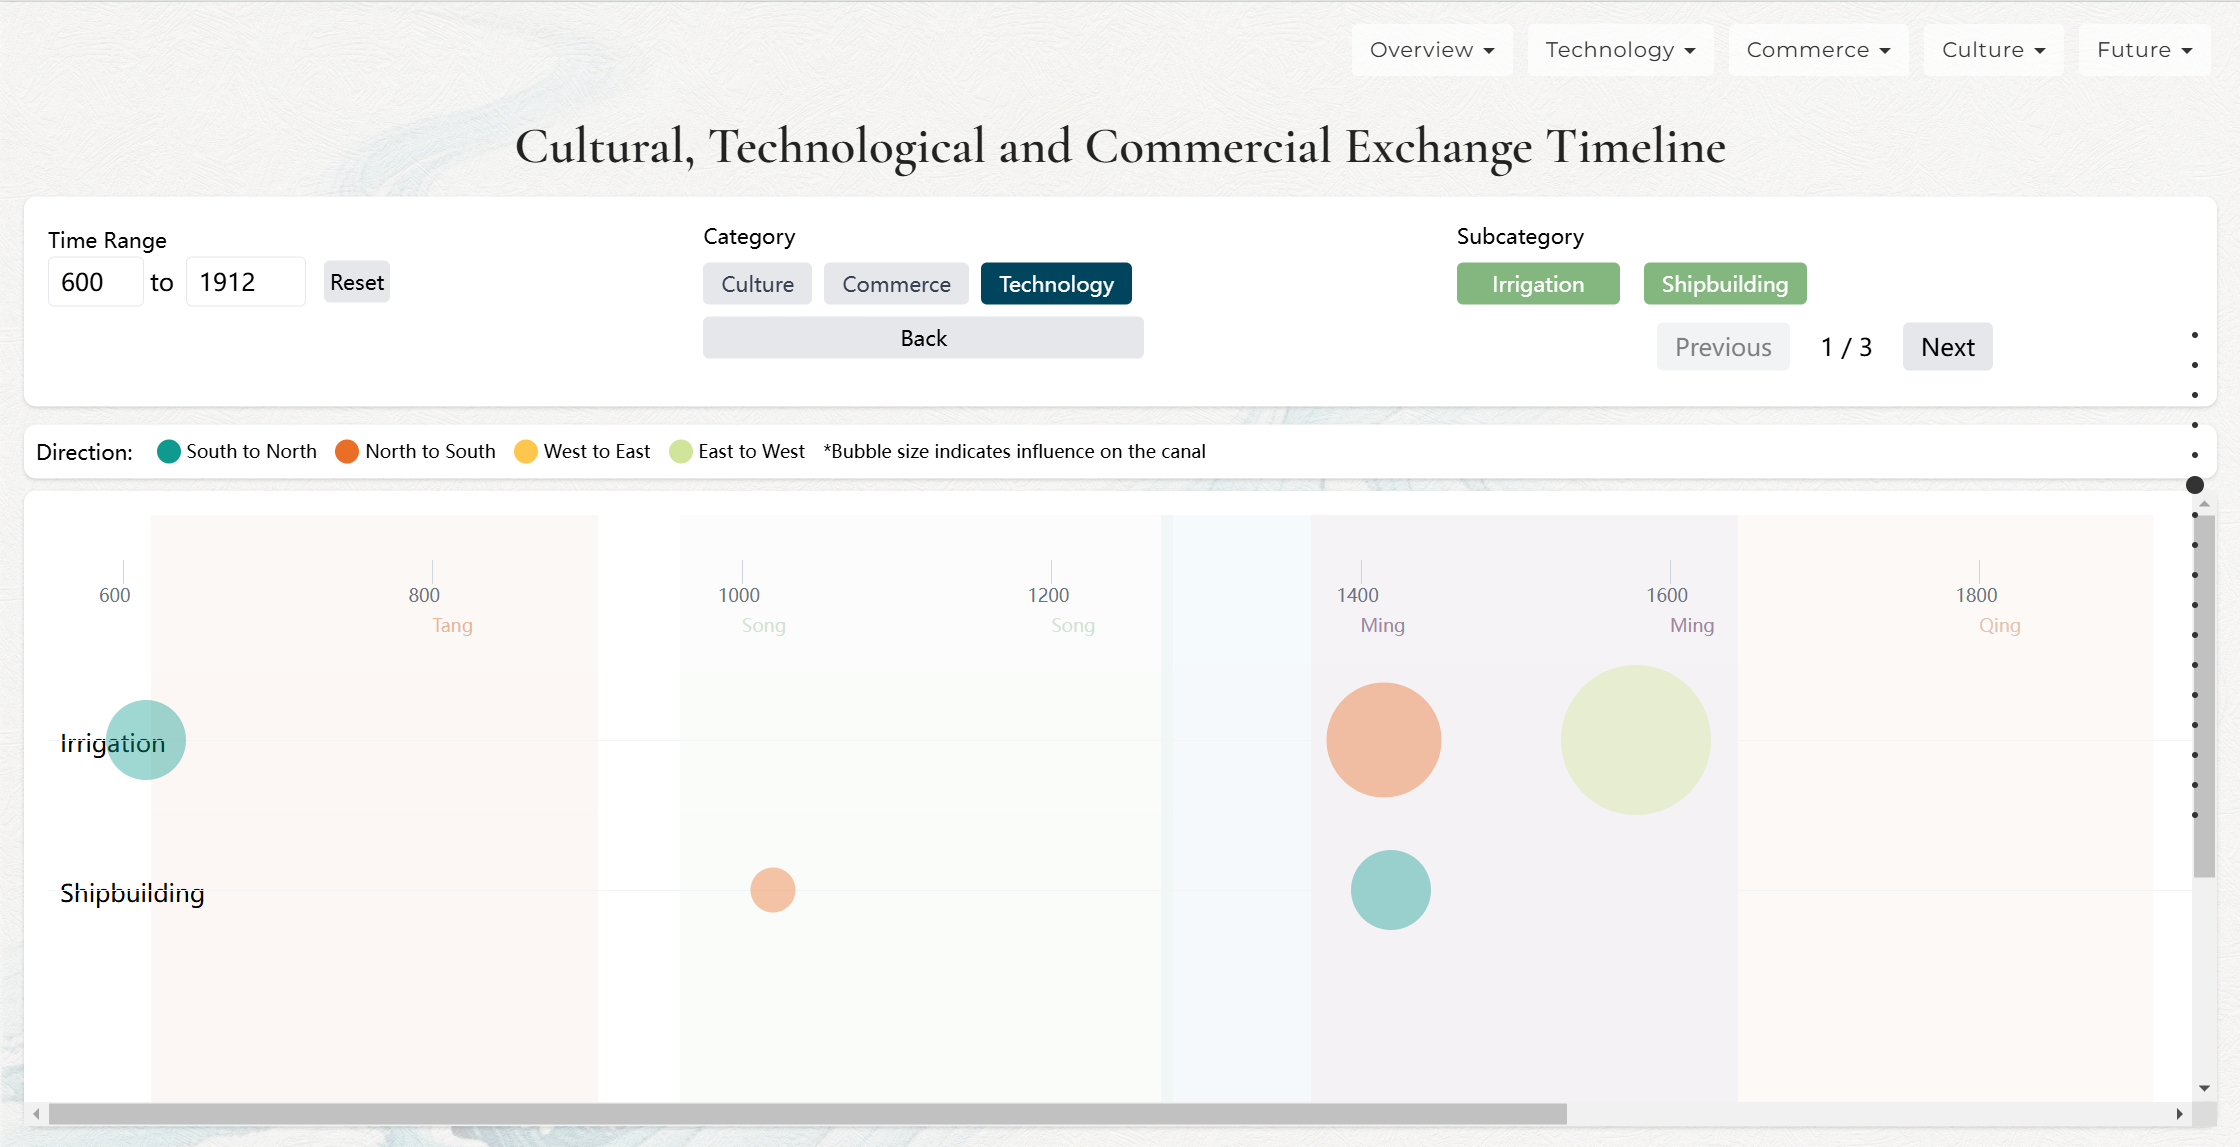 Overview Technology Commerce Culture Future
Cultural, Technological and Commercial Exchange Timeline
Time Range
600 to 1912 Reset
Category
Culture Commerce Technology
Back
Subcategory
Irrigation Shipbuilding
Previous 1 / 3 Next
Direction: South to North North to South West to East East to West *Bubble size indicates influence on the canal
600 800 1000 1200 1400 1600 1800
Tang Song Song Ming Ming Qing
Irrigation
Shipbuilding